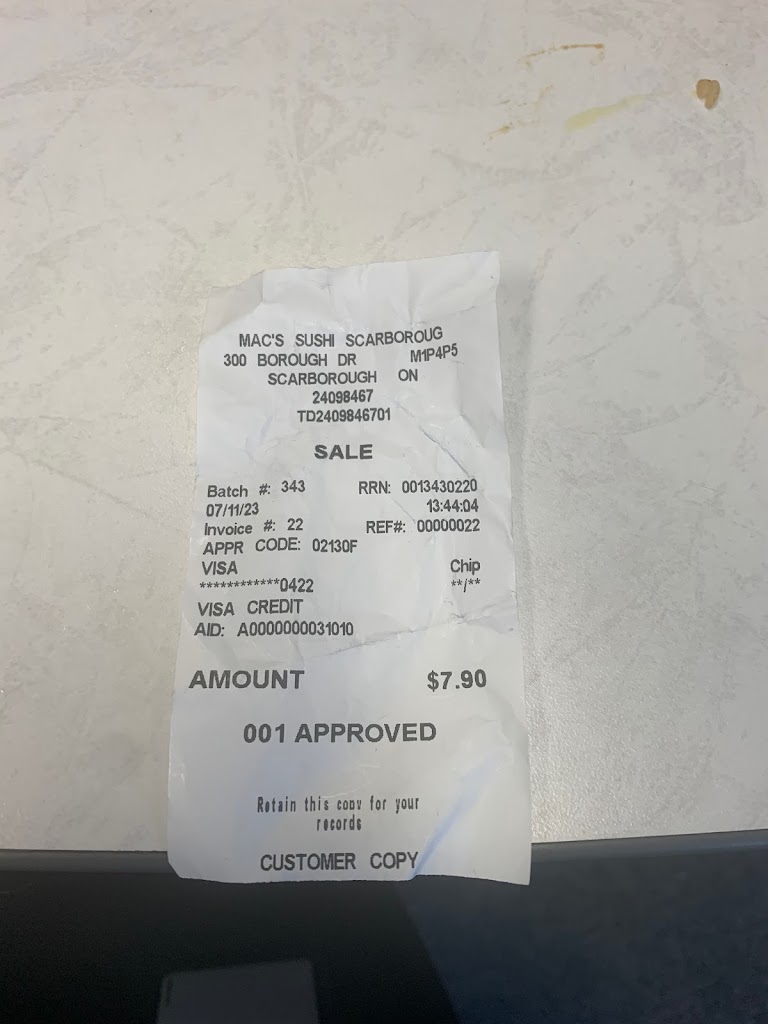 MAC'S SUSHI SCARBOROUG
300 BOROUGH DR M1P4P5
SCARBOROUGH ON
24098467
TD2409846701
SALE
Batch #: 343 RRN: 0013430220
07/11/23 13:44:04
Invoice #: 22 REF#: 00000022
APPR CODE: 02130F
VISA Chip
************0422 **/**
VISA CREDIT
AID: A0000000031010
AMOUNT $7.90
001 APPROVED
Retain this copy for your
records
CUSTOMER COPY